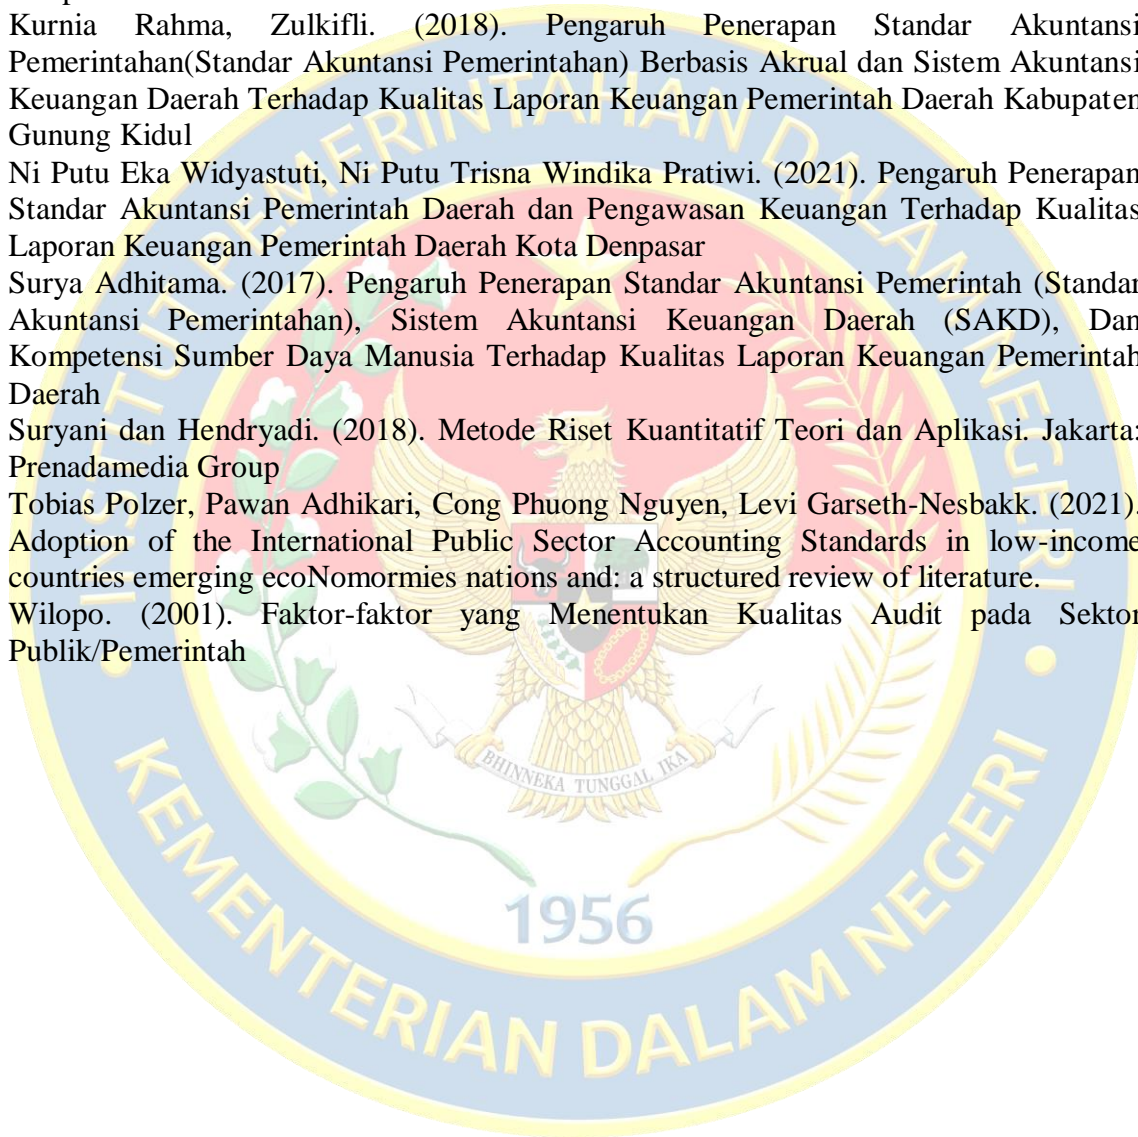 Kurnia Rahma, Zulkifli. (2018). Pengaruh Penerapan Standar Akuntansi
Pemerintahan(Standar Akuntansi Pemerintahan) Berbasis Akrual dan Sistem Akuntansi
Keuangan Daerah Terhadap Kualitas Laporan Keuangan Pemerintah Daerah Kabupaten
Gunung Kidul
Ni Putu Eka Widyastuti, Ni Putu Trisna Windika Pratiwi. (2021). Pengaruh Penerapan
Standar Akuntansi Pemerintah Daerah dan Pengawasan Keuangan Terhadap Kualitas
Laporan Keuangan Pemerintah Daerah Kota Denpasar
Surya Adhitama. (2017). Pengaruh Penerapan Standar Akuntansi Pemerintah (Standar
Akuntansi Pemerintahan), Sistem Akuntansi Keuangan Daerah (SAKD), Dan
Kompetensi Sumber Daya Manusia Terhadap Kualitas Laporan Keuangan Pemerintah
Daerah
Suryani dan Hendryadi. (2018). Metode Riset Kuantitatif Teori dan Aplikasi. Jakarta:
Prenadamedia Group
Tobias Polzer, Pawan Adhikari, Cong Phuong Nguyen, Levi Garseth-Nesbakk. (2021).
Adoption of the International Public Sector Accounting Standards in low-income
countries emerging ecoNomormies nations and: a structured review of literature.
Wilopo. (2001). Faktor-faktor yang Menentukan Kualitas Audit pada Sektor
Publik/Pemerintah
INSTITUT PEMERINTAHAN DALAM NEGERI
BHINNEKA TUNGGAL IKA
1956
KEMENTERIAN DALAM NEGERI